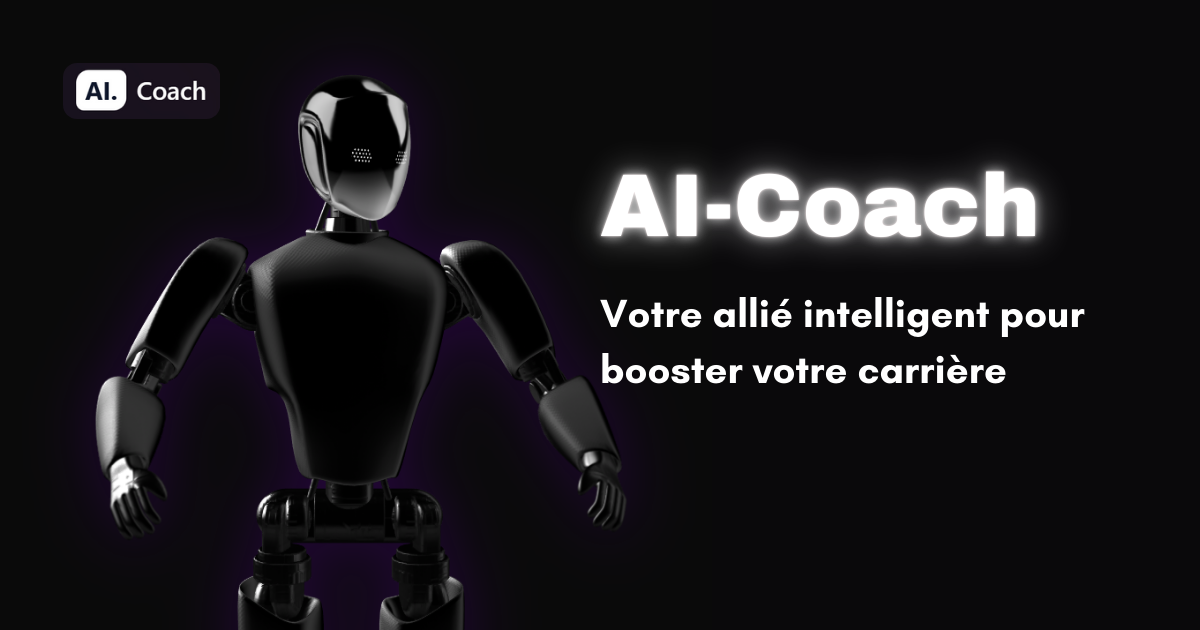 AI. Coach
AI-Coach
Votre allié intelligent pour
booster votre carrière